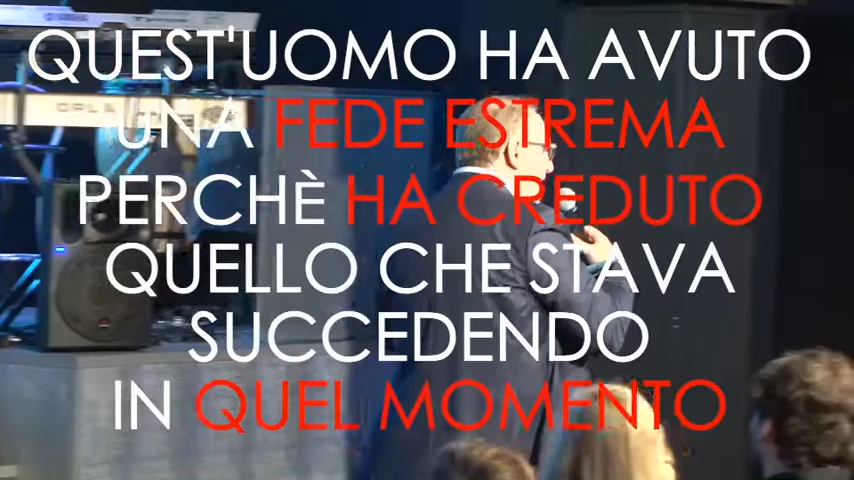 QUEST'UOMO HA AVUTO
UNA FEDE ESTREMA
PERCHÈ HA CREDUTO
QUELLO CHE STAVA
SUCCEDENDO
IN QUEL MOMENTO